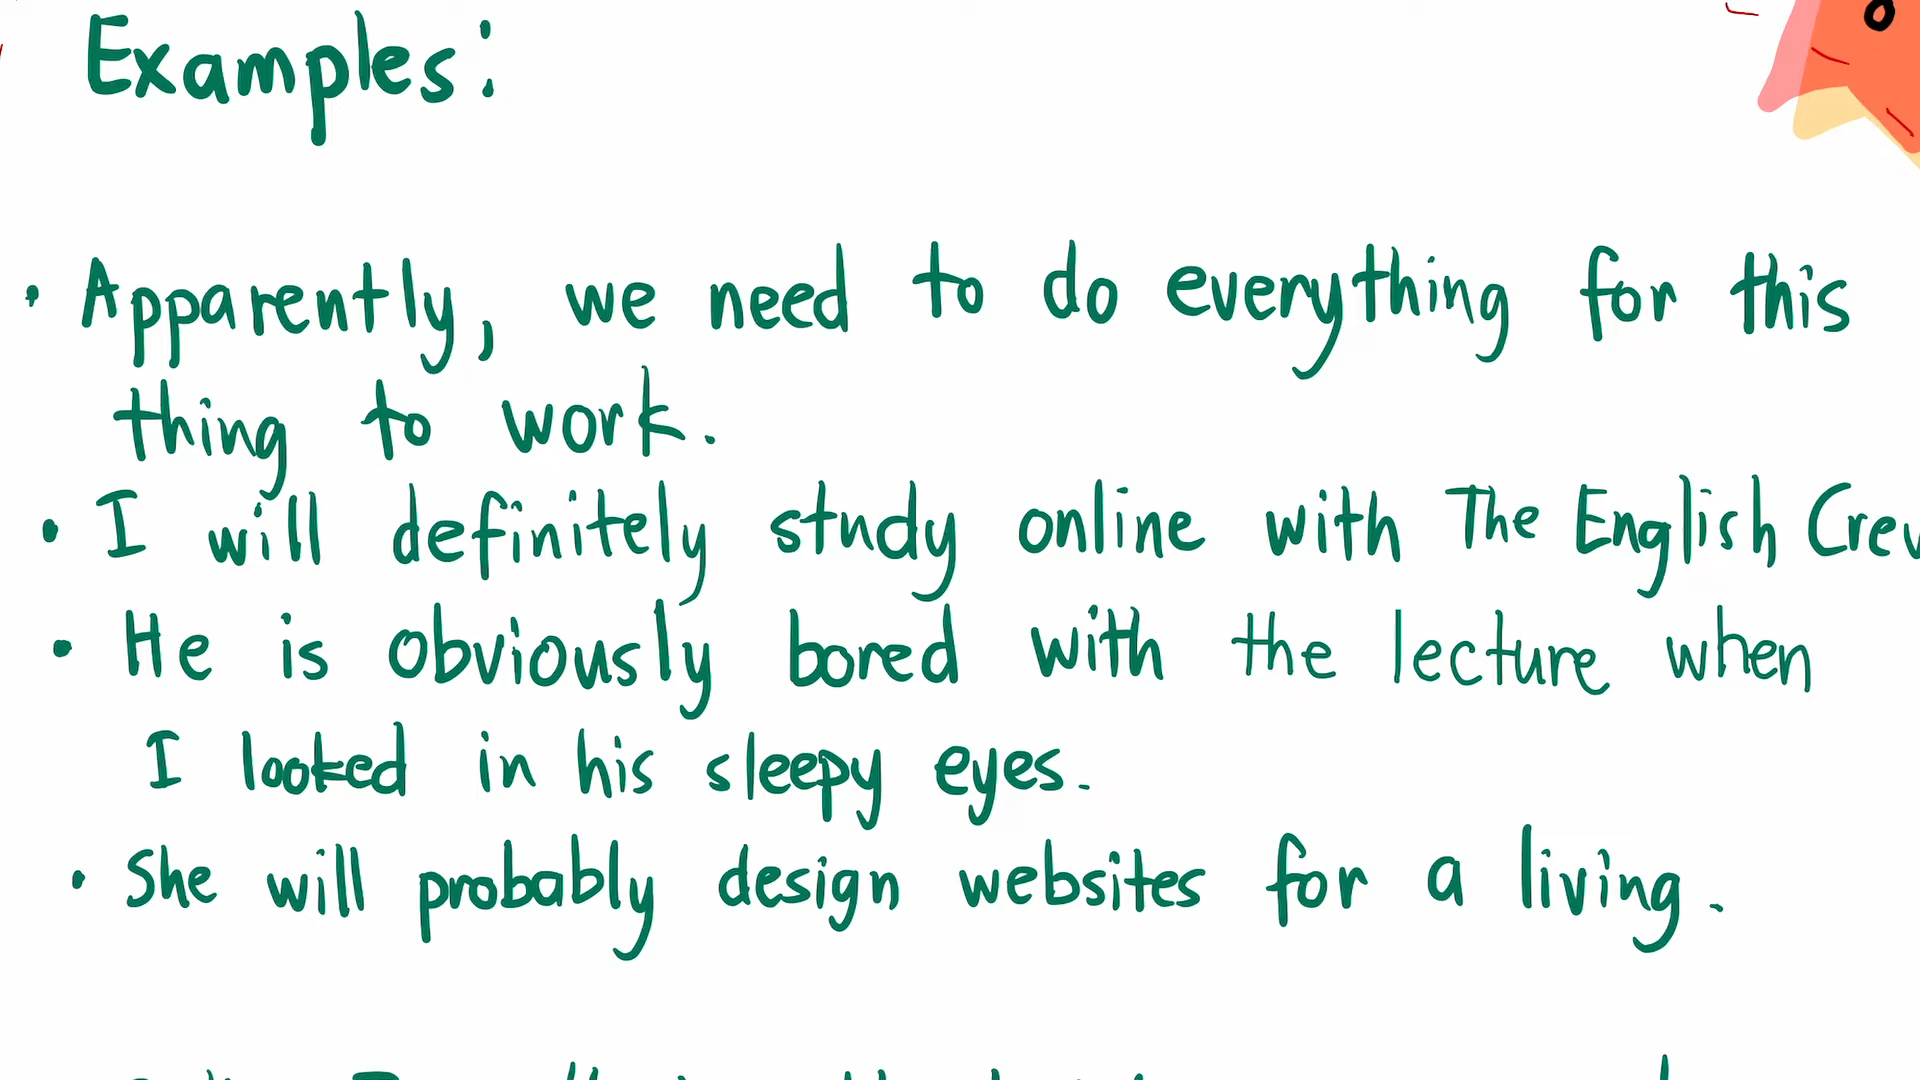 Examples:
• Apparently, we need to do everything for this
thing to work.
• I will definitely study online with The English
• He is obviously bored with the lecture when
I looked in his sleepy eyes.
• She will probably design websites for a living.